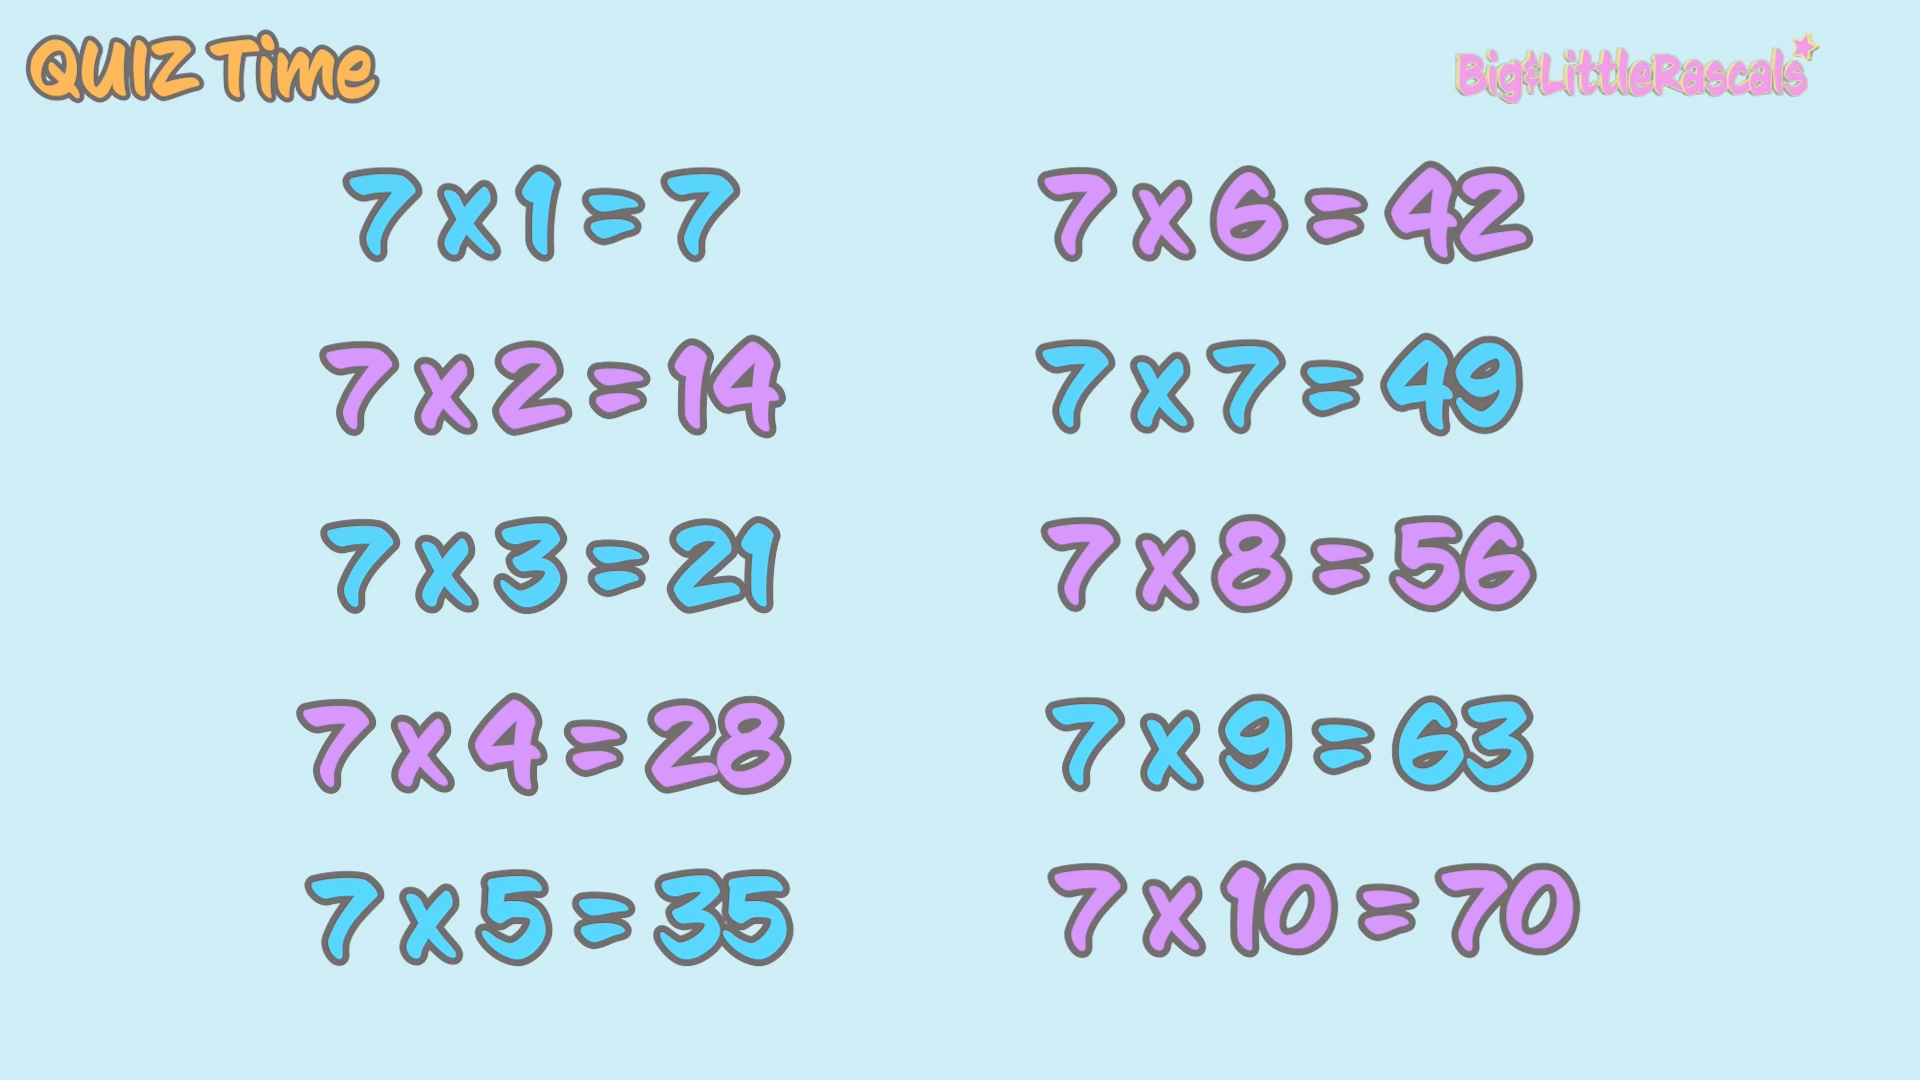 QUIZ Time
Big&LittleRascals
7 x 1 = 7
7 x 2 = 14
7 x 3 = 21
7 x 4 = 28
7 x 5 = 35
7 x 6 = 42
7 x 7 = 49
7 x 8 = 56
7 x 9 = 63
7 x 10 = 70